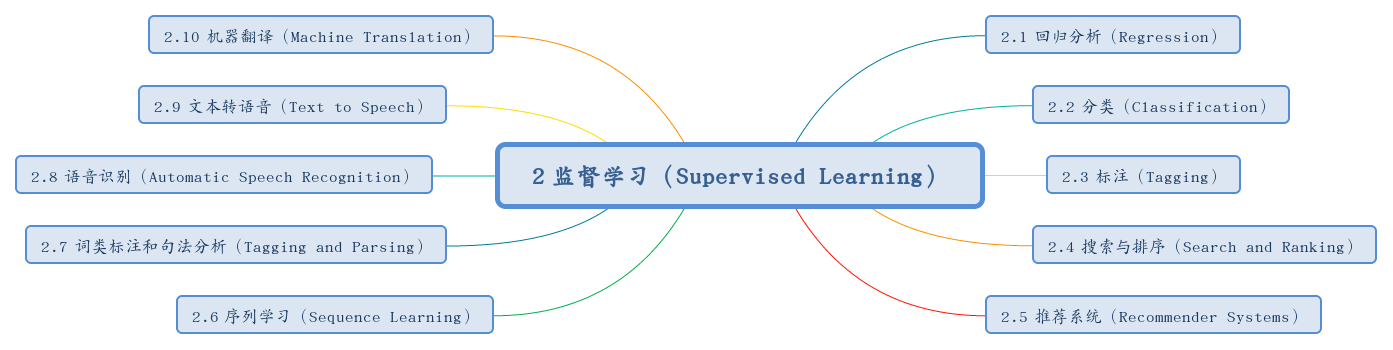 2 监督学习（Supervised Learning）
2.1 回归分析（Regression）
2.2 分类（Classification）
2.3 标注（Tagging）
2.4 搜索与排序（Search and Ranking）
2.5 推荐系统（Recommender Systems）
2.6 序列学习（Sequence Learning）
2.7 词类标注和句法分析（Tagging and Parsing）
2.8 语音识别（Automatic Speech Recognition）
2.9 文本转语音（Text to Speech）
2.10 机器翻译（Machine Translation）